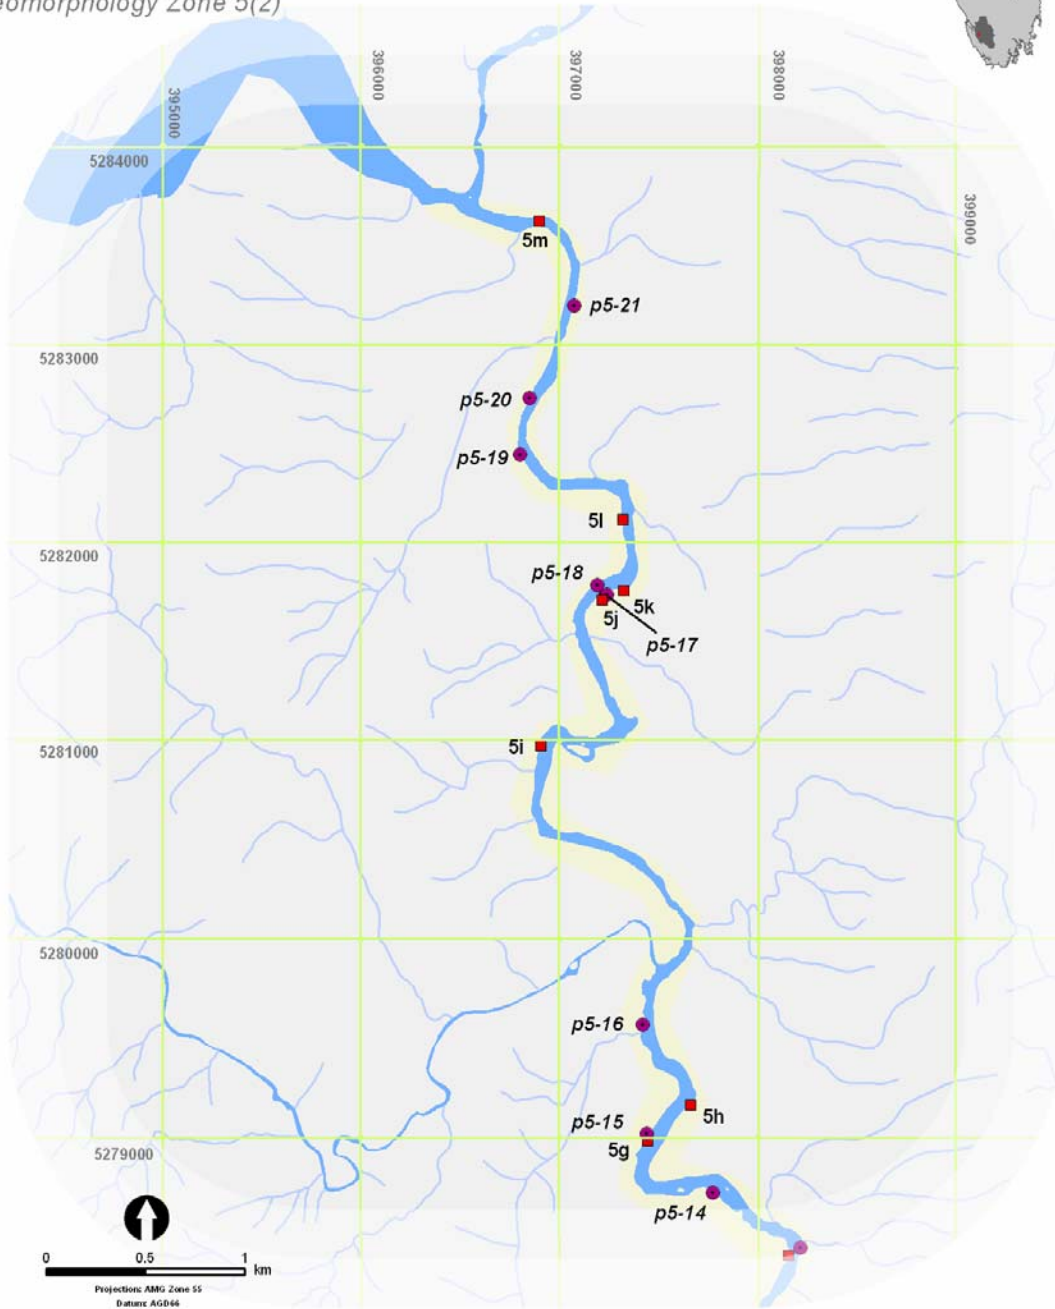 eomorphology Zone 5(2)
395000
396000
397000
398000
399000
5284000
5m
p5-21
5283000
p5-20
p5-19
5l
5282000
p5-18
5k
5j
p5-17
5i
5281000
5280000
p5-16
5h
p5-15
5g
5279000
p5-14
0 0.5 1
km
Projection: AMG Zone 55
Datum: AGD66